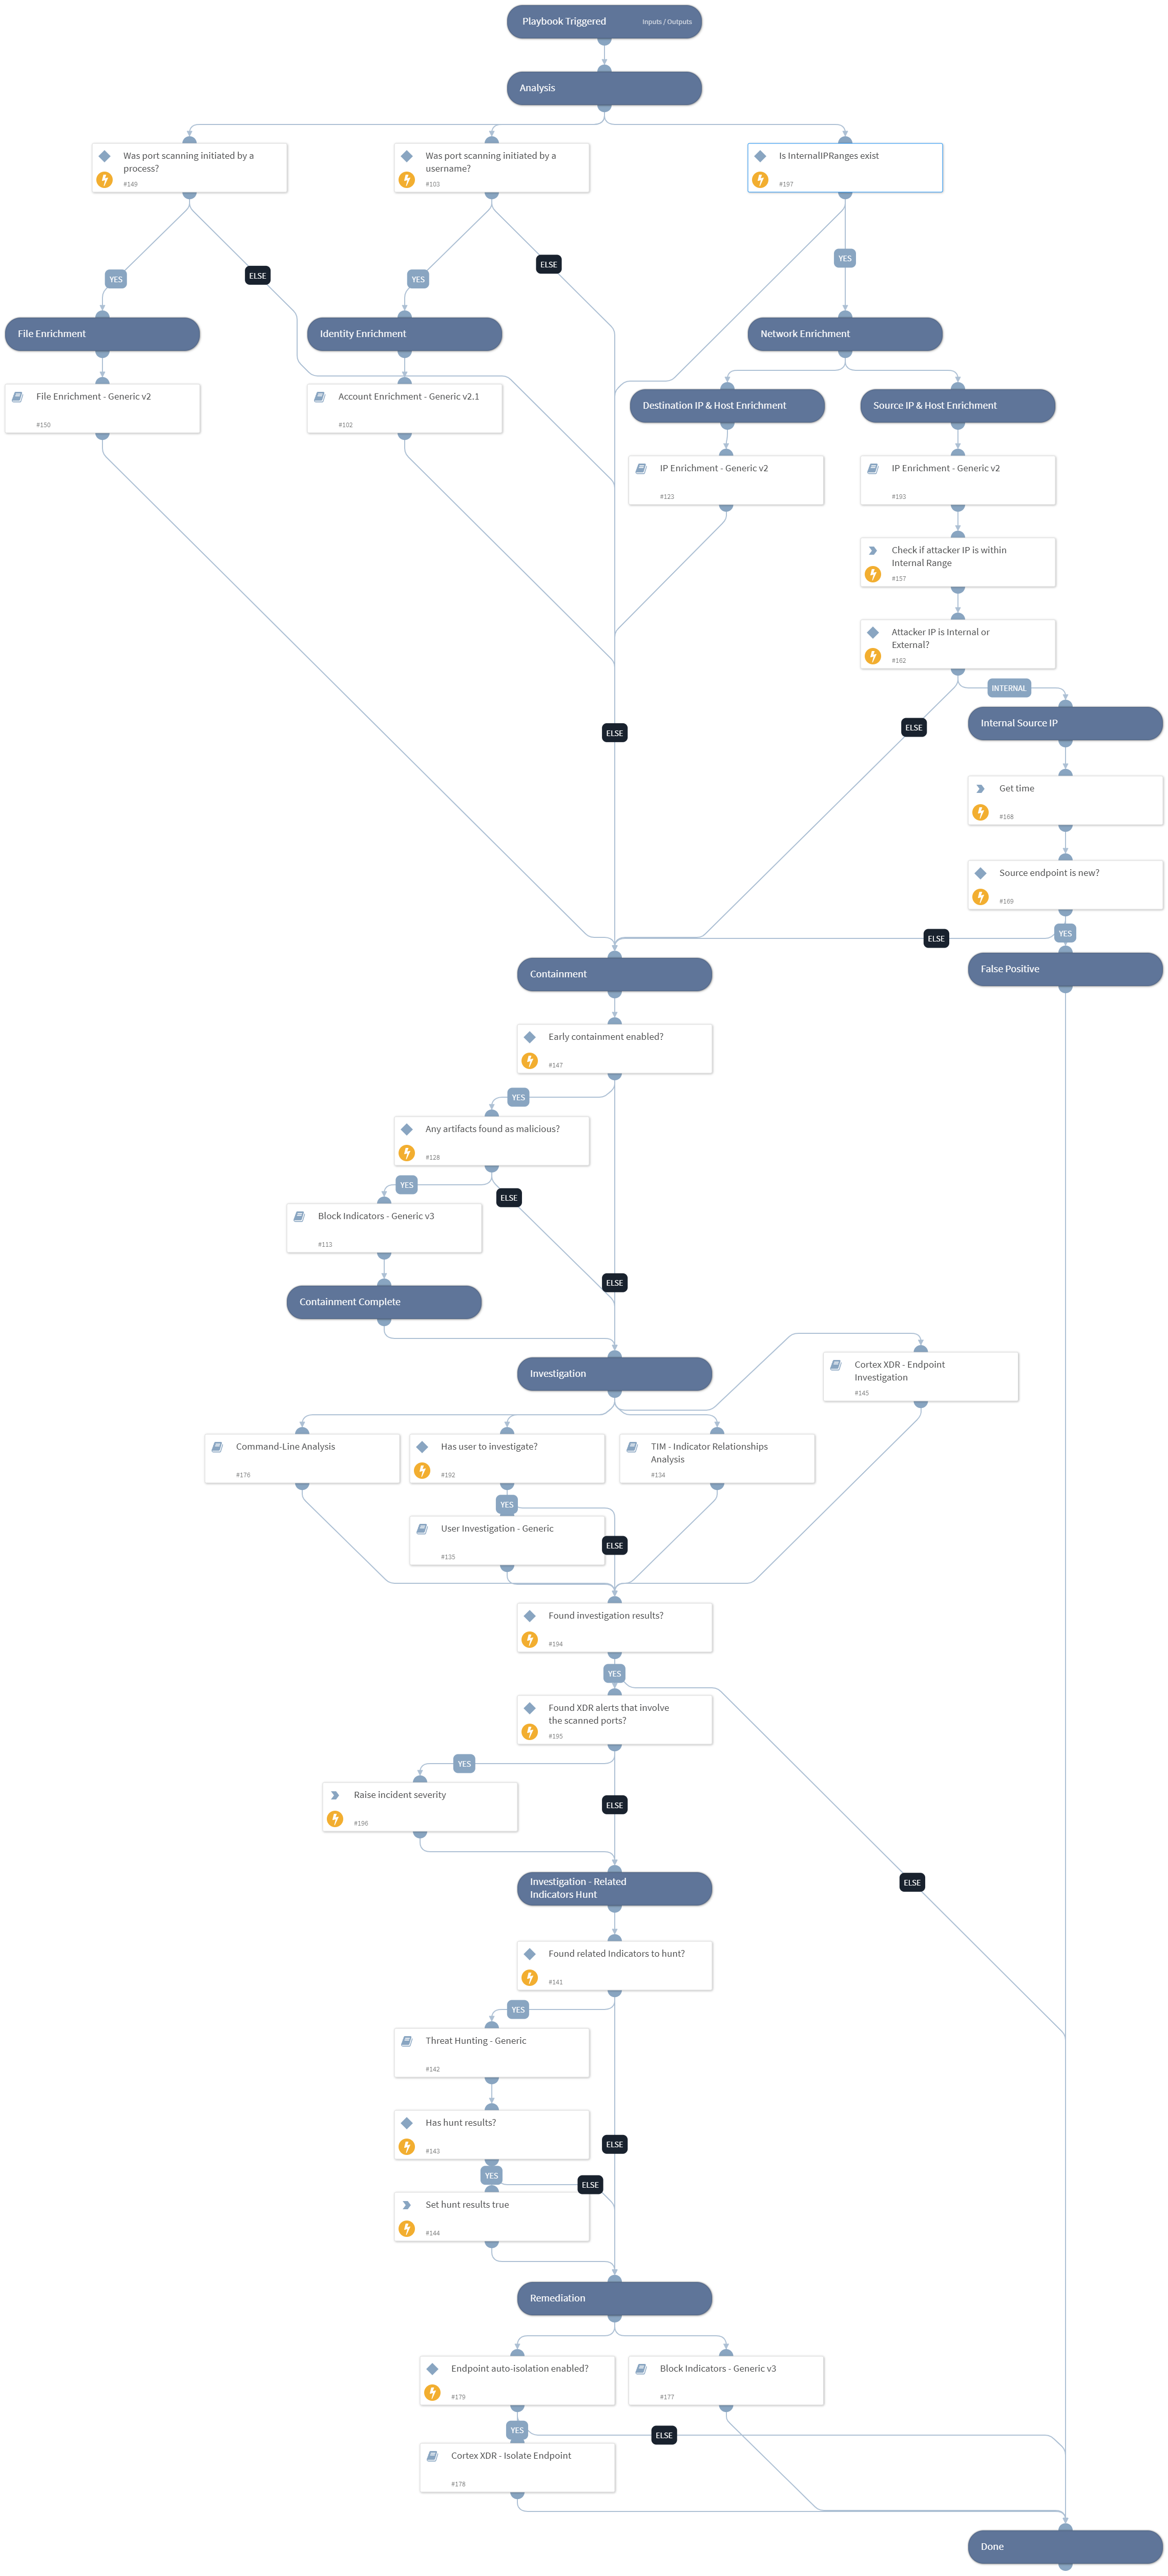 Playbook Triggered
Inputs / Outputs
Analysis
Was port scanning initiated by a
process?
#149
Was port scanning initiated by a
username?
#103
Is InternalIPRanges exist
#197
YES
ELSE
YES
ELSE
YES
File Enrichment
Identity Enrichment
Network Enrichment
File Enrichment - Generic v2
#150
Account Enrichment - Generic v2.1
#102
Destination IP & Host Enrichment
Source IP & Host Enrichment
IP Enrichment - Generic v2
#123
IP Enrichment - Generic v2
#193
Check if attacker IP is within
Internal Range
#157
Attacker IP is Internal or
External?
#162
INTERNAL
ELSE
ELSE
Internal Source IP
Get time
#168
Source endpoint is new?
#169
ELSE
YES
Containment
False Positive
Early containment enabled?
#147
YES
Any artifacts found as malicious?
#128
YES
ELSE
Block Indicators - Generic v3
#113
ELSE
Containment Complete
Investigation
Cortex XDR - Endpoint
Investigation
#145
Command-Line Analysis
#176
Has user to investigate?
#192
TIM - Indicator Relationships
Analysis
#134
YES
User Investigation - Generic
#135
ELSE
Found investigation results?
#194
YES
Found XDR alerts that involve
the scanned ports?
#195
YES
Raise incident severity
#196
ELSE
ELSE
Investigation - Related
Indicators Hunt
Found related Indicators to hunt?
#141
YES
Threat Hunting - Generic
#142
Has hunt results?
#143
ELSE
YES
ELSE
Set hunt results true
#144
Remediation
Endpoint auto-isolation enabled?
#179
Block Indicators - Generic v3
#177
YES
ELSE
Cortex XDR - Isolate Endpoint
#178
Done